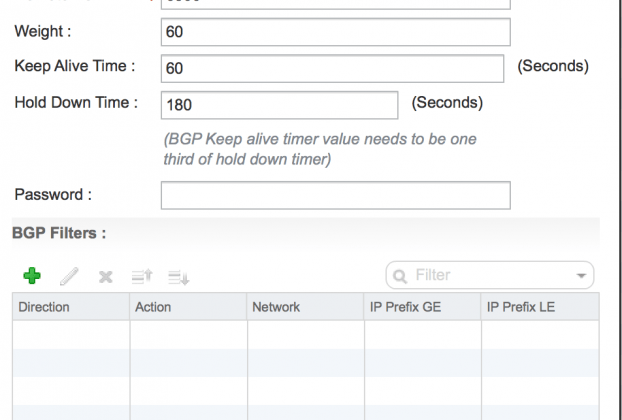 Weight :
60
Keep Alive Time :
60
(Seconds)
Hold Down Time :
180
(Seconds)
(BGP Keep alive timer value needs to be one
third of hold down timer)
Password :
BGP Filters :
Filter
Direction
Action
Network
IP Prefix GE
IP Prefix LE